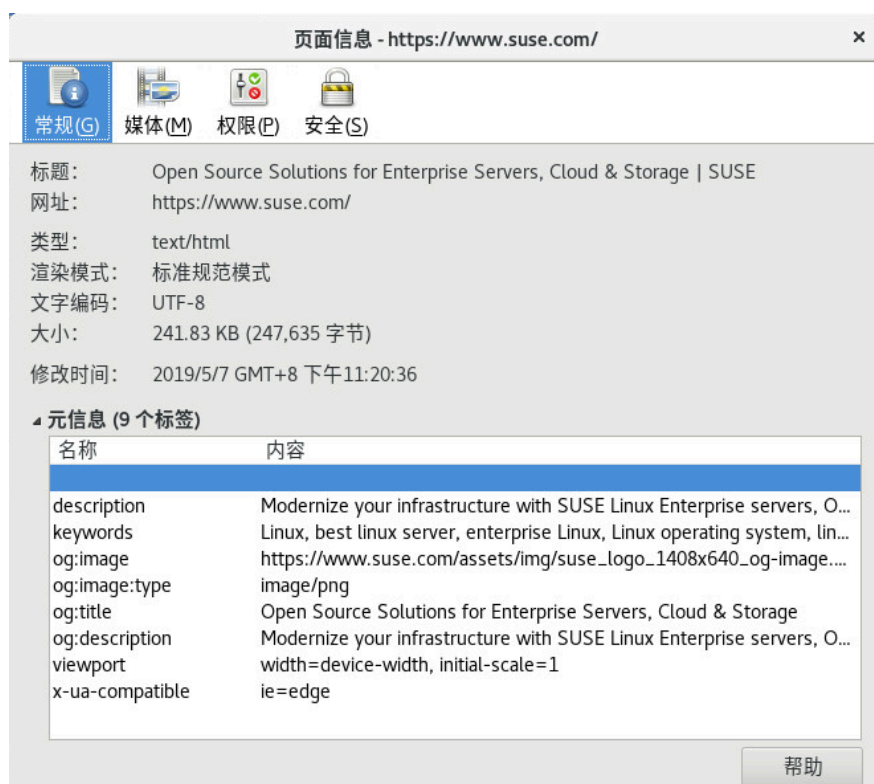 页面信息 - https://www.suse.com/ ×
常规(G) 媒体(M) 权限(P) 安全(S)
标题: Open Source Solutions for Enterprise Servers, Cloud & Storage | SUSE
网址: https://www.suse.com/
类型: text/html
渲染模式: 标准规范模式
文字编码: UTF-8
大小: 241.83 KB (247,635 字节)
修改时间: 2019/5/7 GMT+8 下午11:20:36
元信息 (9 个标签)
名称 内容
description Modernize your infrastructure with SUSE Linux Enterprise servers, O...
keywords Linux, best linux server, enterprise Linux, Linux operating system, lin...
og:image https://www.suse.com/assets/img/suse_logo_1408x640_og-image....
og:image:type image/png
og:title Open Source Solutions for Enterprise Servers, Cloud & Storage
og:description Modernize your infrastructure with SUSE Linux Enterprise servers, O...
viewport width=device-width, initial-scale=1
x-ua-compatible ie=edge
帮助